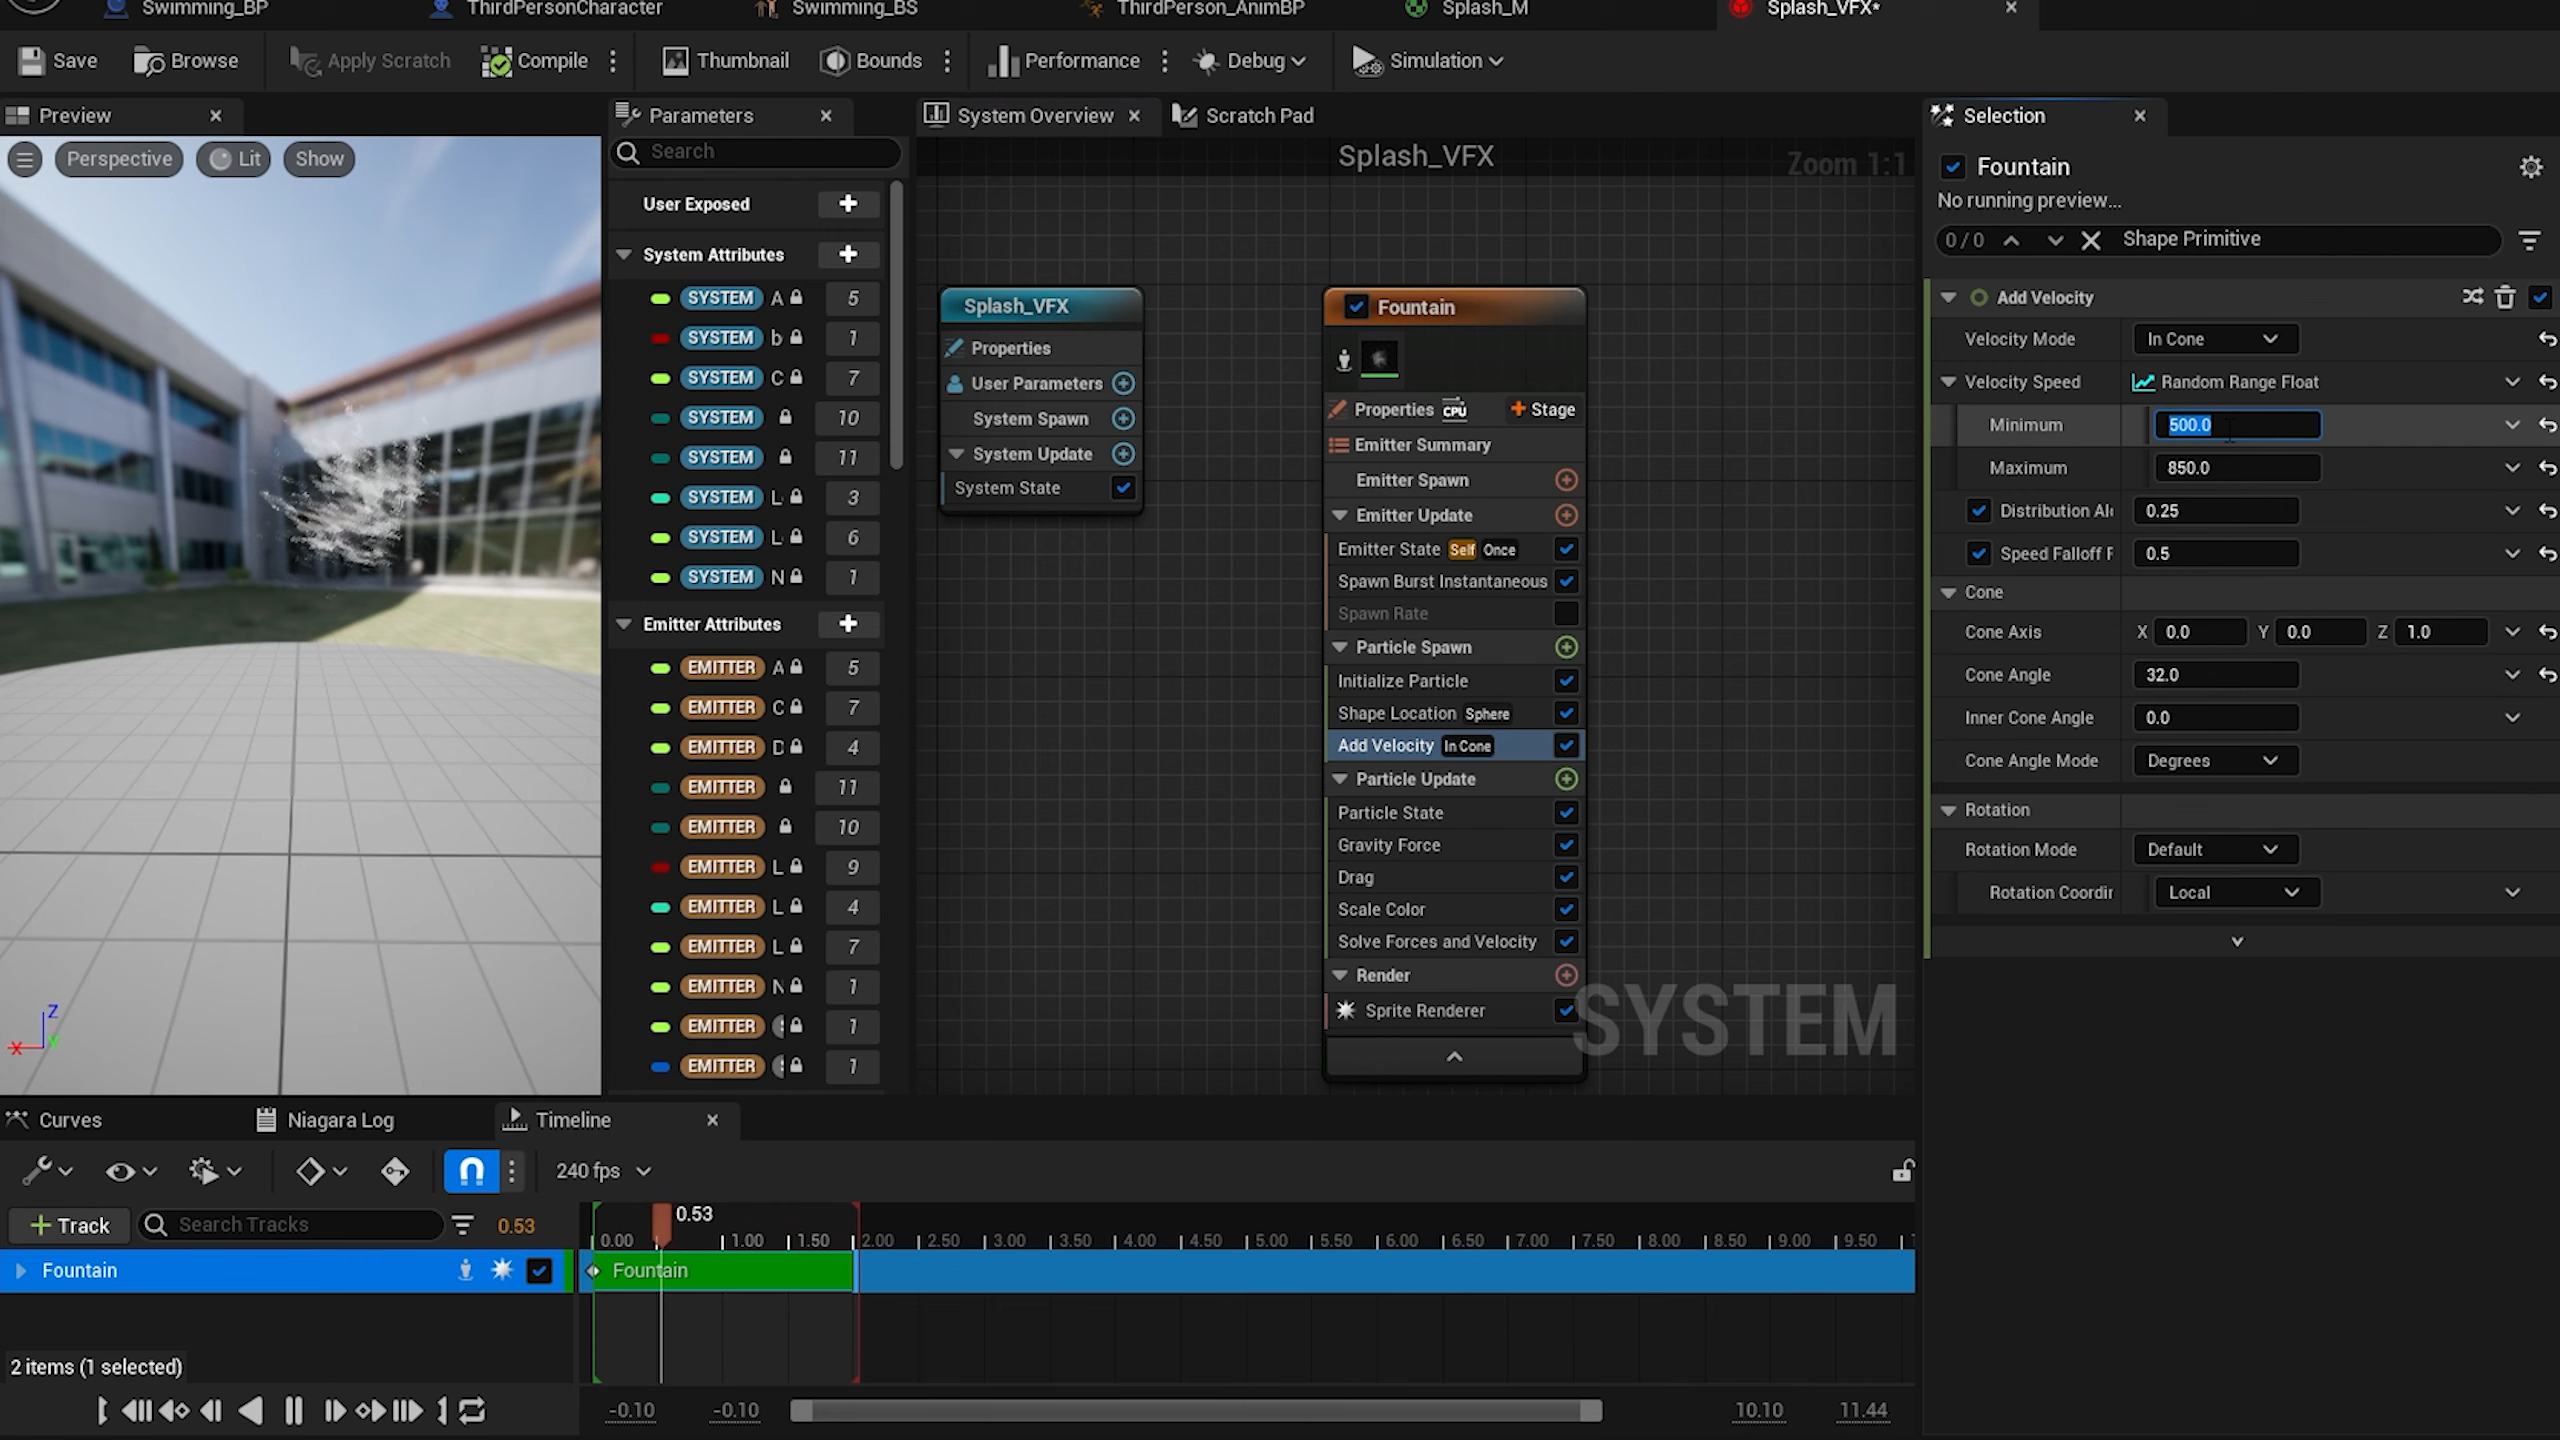 Swimming_BP
ThirdPersonCharacter
Swimming_BS
ThirdPerson_AnimBP
Splash_M
Splash_VFX*
Save
Browse
Apply Scratch
Compile
Thumbnail
Bounds
Performance
Debug
Simulation
Preview
Perspective
Lit
Show
Parameters
Search
User Exposed
System Attributes
SYSTEM A 5
SYSTEM b 1
SYSTEM C 7
SYSTEM 10
SYSTEM 11
SYSTEM L 3
SYSTEM L 6
SYSTEM N 1
Emitter Attributes
EMITTER A 5
EMITTER C 7
EMITTER D 4
EMITTER 11
EMITTER 10
EMITTER L 9
EMITTER L 4
EMITTER L 7
EMITTER N 1
EMITTER 1
EMITTER 1
System Overview
Scratch Pad
Splash_VFX
Zoom 1:1
Splash_VFX
Properties
User Parameters
System Spawn
System Update
System State
Fountain
Properties CPU + Stage
Emitter Summary
Emitter Spawn
Emitter Update
Emitter State Self Once
Spawn Burst Instantaneous
Spawn Rate
Particle Spawn
Initialize Particle
Shape Location Sphere
Add Velocity In Cone
Particle Update
Particle State
Gravity Force
Drag
Scale Color
Solve Forces and Velocity
Render
Sprite Renderer
SYSTEM
Selection
Fountain
No running preview...
0 / 0 Shape Primitive
Add Velocity
Velocity Mode In Cone
Velocity Speed Random Range Float
Minimum 500.0
Maximum 850.0
Distribution Al 0.25
Speed Falloff F 0.5
Cone
Cone Axis X 0.0 Y 0.0 Z 1.0
Cone Angle 32.0
Inner Cone Angle 0.0
Cone Angle Mode Degrees
Rotation
Rotation Mode Default
Rotation Coordir Local
Z
X
Y
Curves
Niagara Log
Timeline
240 fps
+ Track
Search Tracks
0.53
0.53
0.00 1.00 1.50 2.00 2.50 3.00 3.50 4.00 4.50 5.00 5.50 6.00 6.50 7.00 7.50 8.00 8.50 9.00 9.50
Fountain
Fountain
2 items (1 selected)
-0.10
-0.10
10.10
11.44